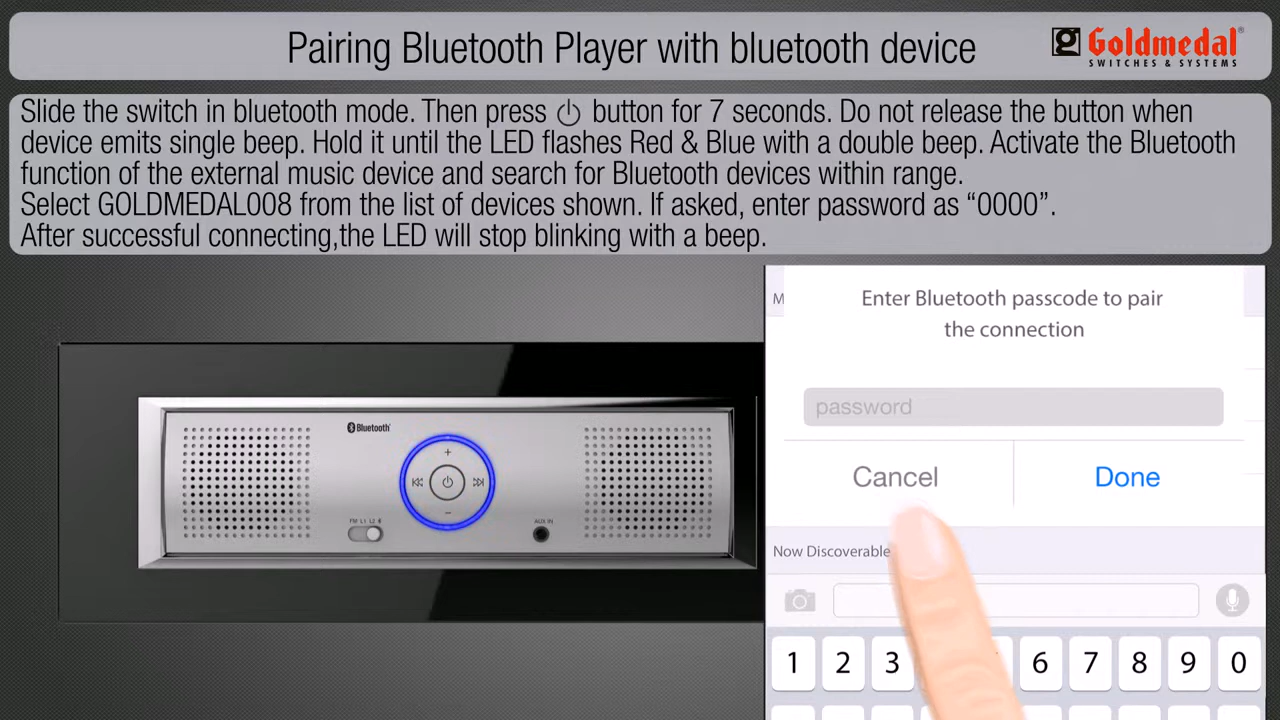 Pairing Bluetooth Player with bluetooth device
Goldmedal®
SWITCHES & SYSTEMS
Slide the switch in bluetooth mode. Then press button for 7 seconds. Do not release the button when
device emits single beep. Hold it until the LED flashes Red & Blue with a double beep. Activate the Bluetooth
function of the external music device and search for Bluetooth devices within range.
Select GOLDMEDAL008 from the list of devices shown. If asked, enter password as “0000”.
After successful connecting,the LED will stop blinking with a beep.
M
Enter Bluetooth passcode to pair
the connection
password
Cancel Done
Now Discoverable
1 2 3 6 7 8 9 0
Bluetooth®
+
−
FM L1 L2
AUX IN